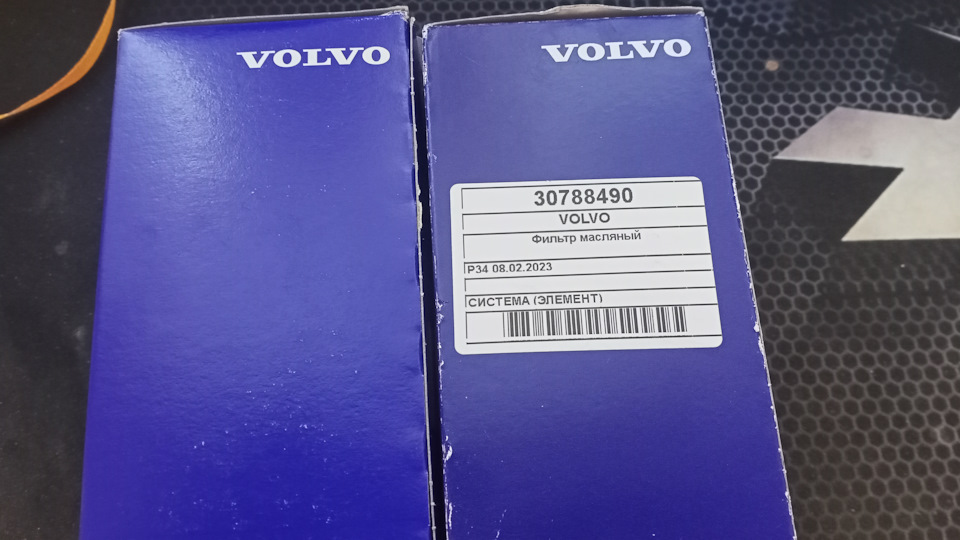 VOLVO
VOLVO
30788490
VOLVO
Фильтр масляный
P34 08.02.2023
СИСТЕМА (ЭЛЕМЕНТ)